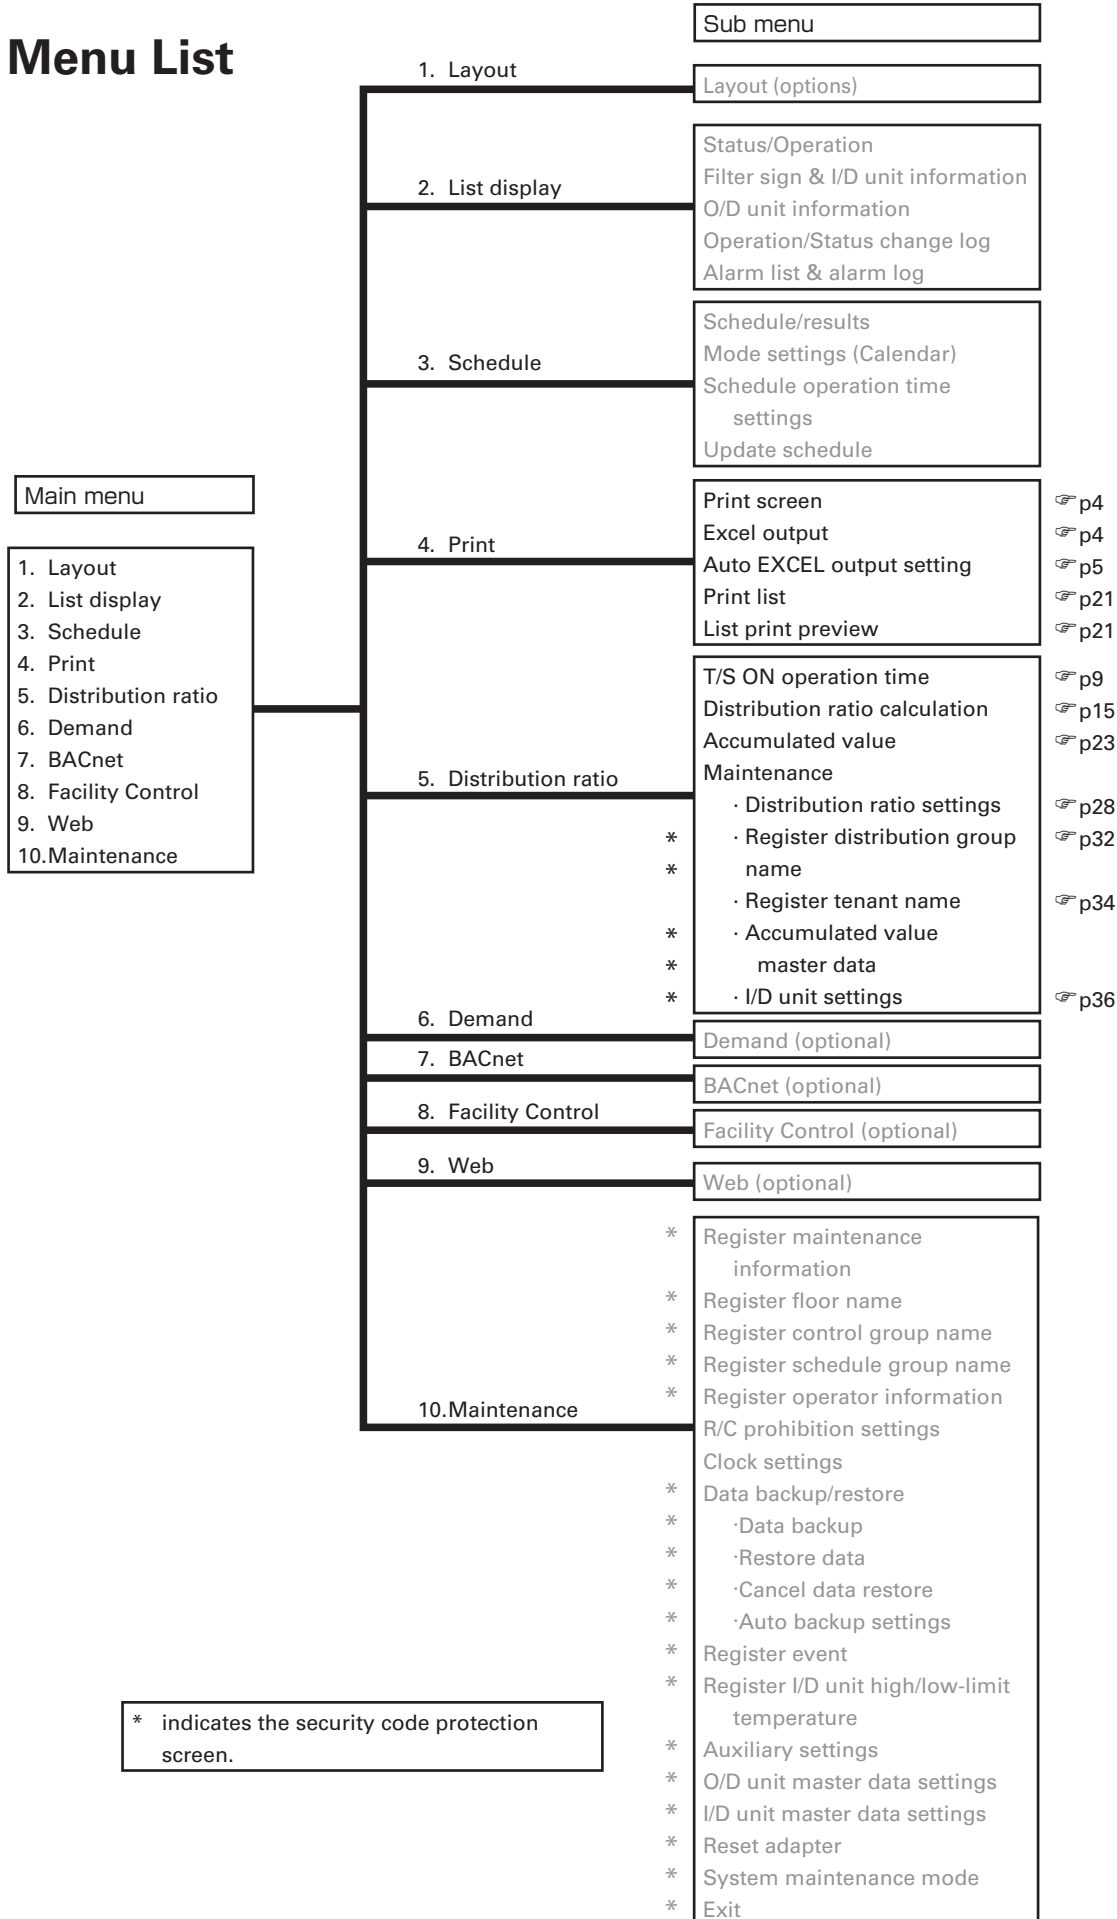 Menu List
Sub menu
1. Layout
Layout (options)
2. List display
Status/Operation
Filter sign & I/D unit information
O/D unit information
Operation/Status change log
Alarm list & alarm log
3. Schedule
Schedule/results
Mode settings (Calendar)
Schedule operation time
settings
Update schedule
Main menu
1. Layout
2. List display
3. Schedule
4. Print
5. Distribution ratio
6. Demand
7. BACnet
8. Facility Control
9. Web
10.Maintenance
4. Print
Print screen ☞p4
Excel output ☞p4
Auto EXCEL output setting ☞p5
Print list ☞p21
List print preview ☞p21
5. Distribution ratio
T/S ON operation time ☞p9
Distribution ratio calculation ☞p15
Accumulated value ☞p23
Maintenance
· Distribution ratio settings ☞p28
* · Register distribution group ☞p32
* name
· Register tenant name ☞p34
* · Accumulated value
* master data
* · I/D unit settings ☞p36
6. Demand
Demand (optional)
7. BACnet
BACnet (optional)
8. Facility Control
Facility Control (optional)
9. Web
Web (optional)
10.Maintenance
* Register maintenance
information
* Register floor name
* Register control group name
* Register schedule group name
* Register operator information
R/C prohibition settings
Clock settings
* Data backup/restore
* ·Data backup
* ·Restore data
* ·Cancel data restore
* ·Auto backup settings
* Register event
* Register I/D unit high/low-limit
temperature
* Auxiliary settings
* O/D unit master data settings
* I/D unit master data settings
* Reset adapter
* System maintenance mode
* Exit
* indicates the security code protection
screen.